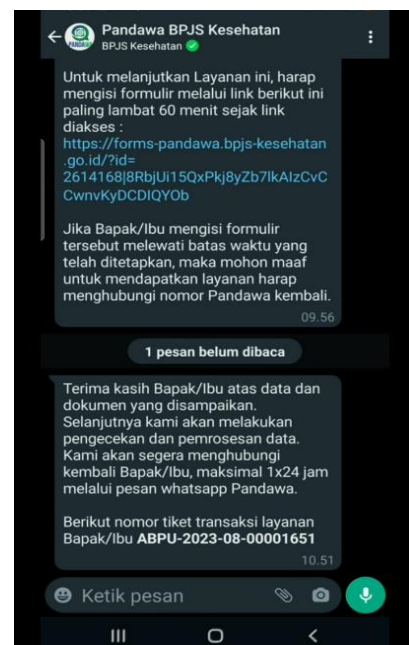 Pandawa BPJS Kesehatan
BPJS Kesehatan
PANDAWA
Untuk melanjutkan Layanan ini, harap
mengisi formulir melalui link berikut ini
paling lambat 60 menit sejak link
diakses :
https://forms-pandawa.bpjs-kesehatan
.go.id/?id=
2614168|8RbjUi15QxPkj8yZb7lkAIzCvC
CwnvKyDCDIQYOb
Jika Bapak/Ibu mengisi formulir
tersebut melewati batas waktu yang
telah ditetapkan, maka mohon maaf
untuk mendapatkan layanan harap
menghubungi nomor Pandawa kembali.
09.56
1 pesan belum dibaca
Terima kasih Bapak/Ibu atas data dan
dokumen yang disampaikan.
Selanjutnya kami akan melakukan
pengecekan dan pemrosesan data.
Kami akan segera menghubungi
kembali Bapak/Ibu, maksimal 1x24 jam
melalui pesan whatsapp Pandawa.
Berikut nomor tiket transaksi layanan
Bapak/Ibu ABPU-2023-08-00001651
10.51
Ketik pesan